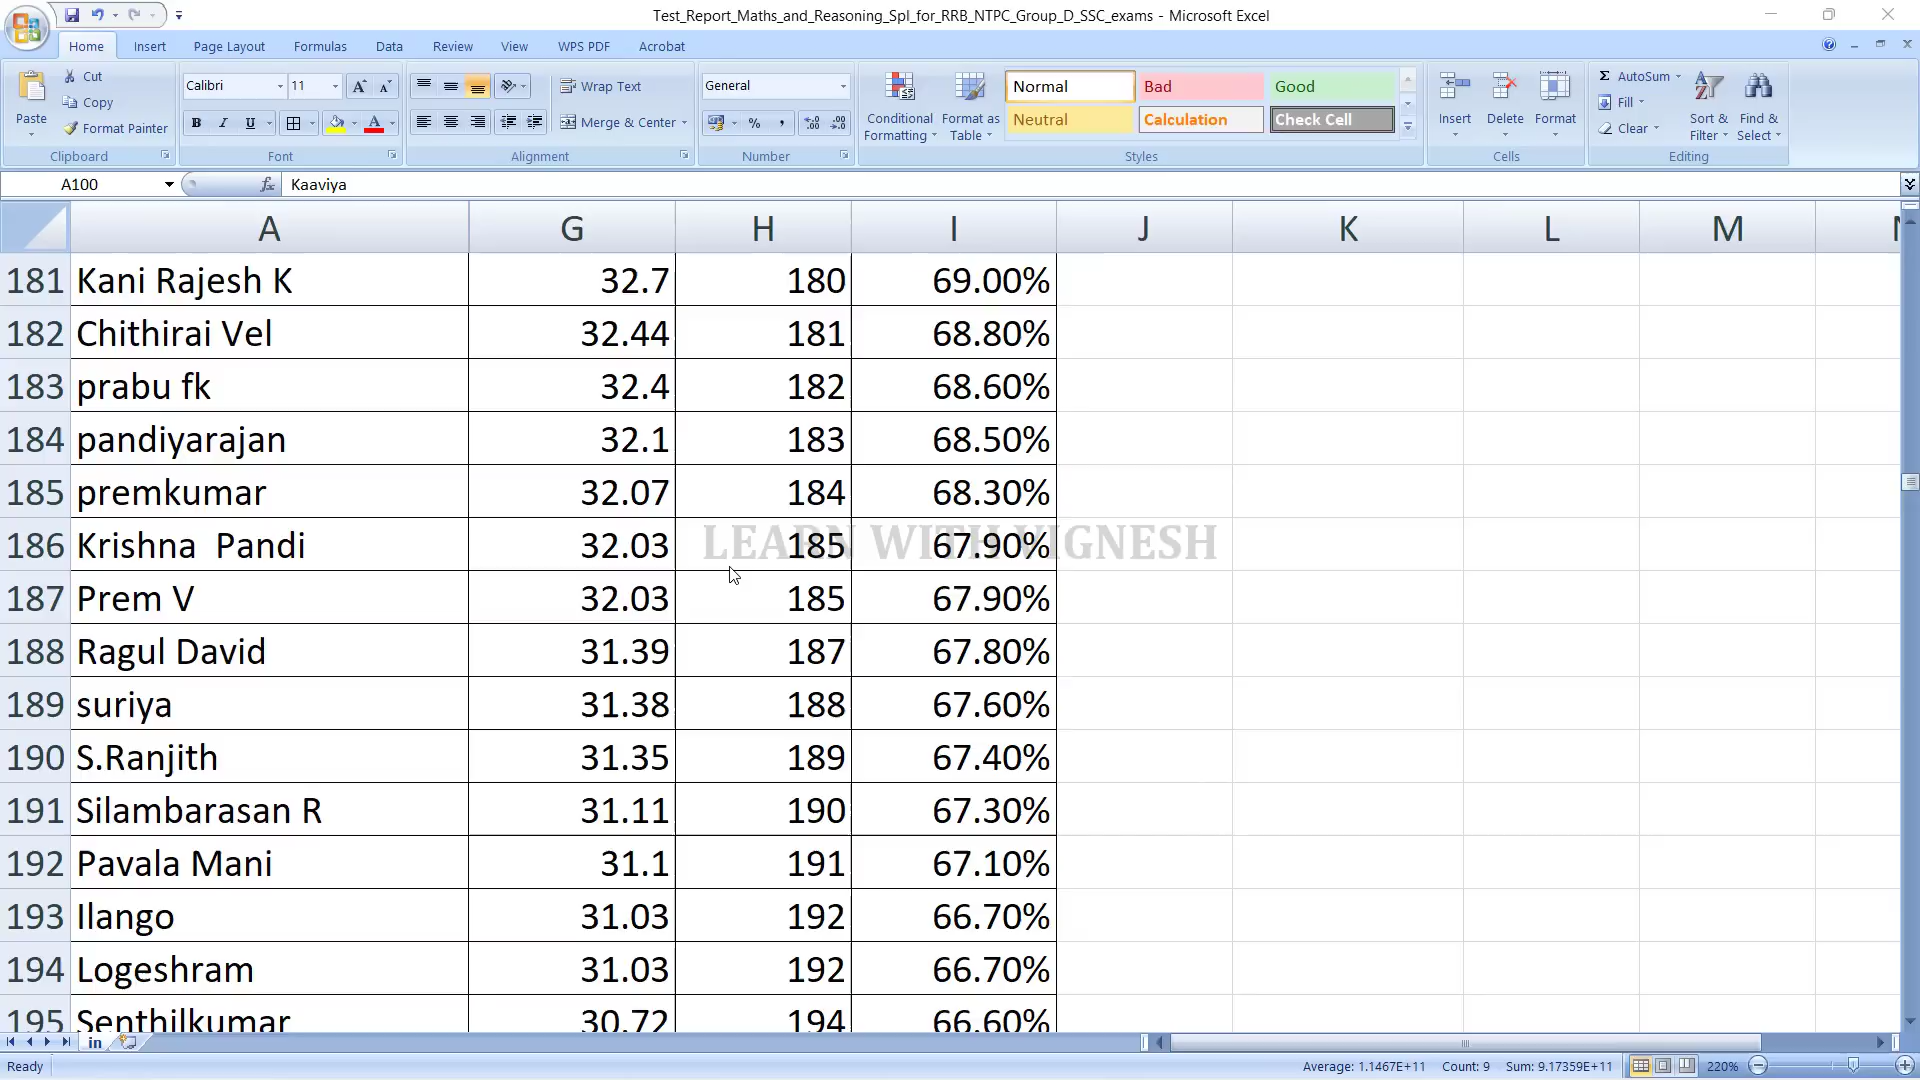 Test_Report_Maths_and_Reasoning_Spl_for_RRB_NTPC_Group_D_SSC_exams - Microsoft Excel
Home Insert Page Layout Formulas Data Review View WPS PDF Acrobat
Paste Cut Copy Format Painter Clipboard
Calibri 11 B I U A Font
Wrap Text Merge & Center Alignment
General % , Number
Conditional Formatting Format as Table Normal Bad Good Neutral Calculation Check Cell Styles
Insert Delete Format Cells
Σ AutoSum Fill Clear Sort & Filter Find & Select Editing
A100 fx Kaaviya
A G H I J K L M
181 Kani Rajesh K 32.7 180 69.00%
182 Chithirai Vel 32.44 181 68.80%
183 prabu fk 32.4 182 68.60%
184 pandiyarajan 32.1 183 68.50%
185 premkumar 32.07 184 68.30%
186 Krishna  Pandi 32.03 185 67.90%
LEARN WITH VIGNESH
187 Prem V 32.03 185 67.90%
188 Ragul David 31.39 187 67.80%
189 suriya 31.38 188 67.60%
190 S.Ranjith 31.35 189 67.40%
191 Silambarasan R 31.11 190 67.30%
192 Pavala Mani 31.1 191 67.10%
193 Ilango 31.03 192 66.70%
194 Logeshram 31.03 192 66.70%
195 Senthilkumar 30.72 194 66.60%
in
Ready Average: 1.1467E+11 Count: 9 Sum: 9.17359E+11 220%